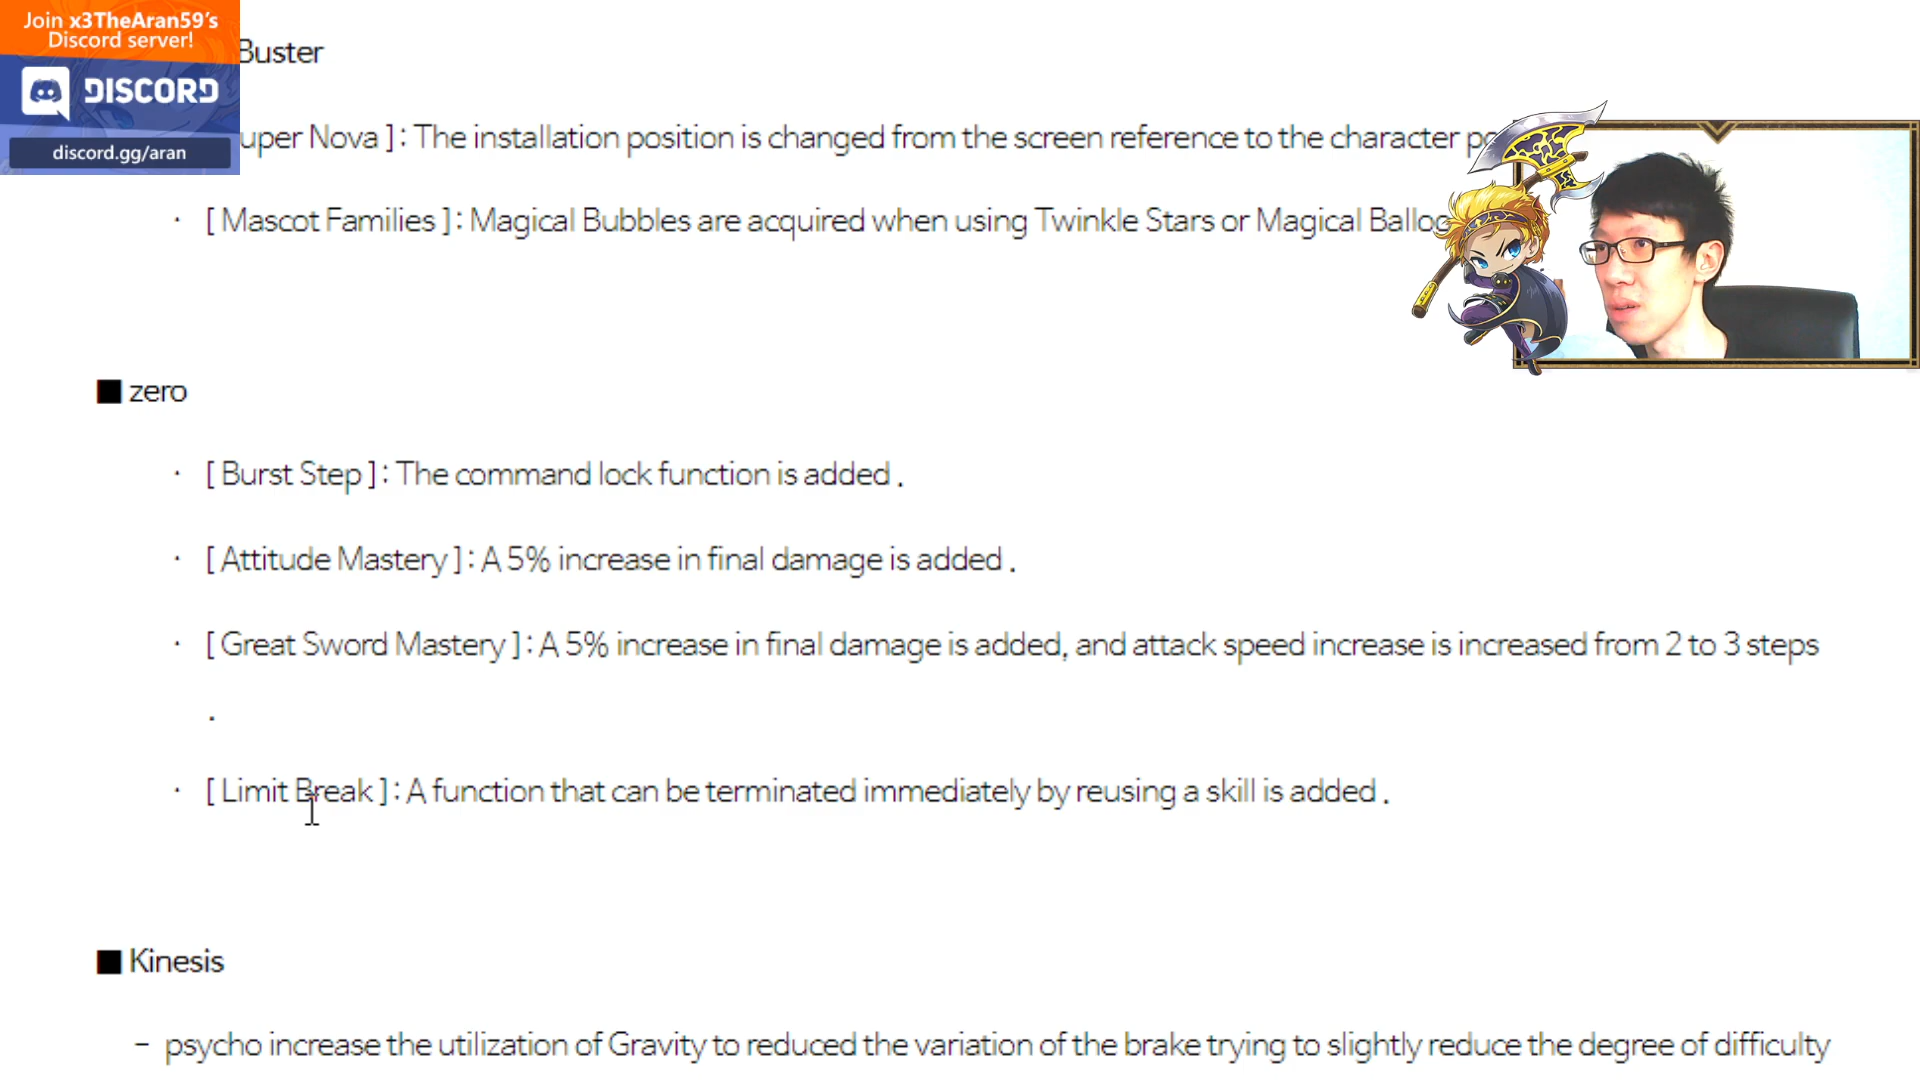 Join x3TheAran59's
Discord server!
DISCORD
discord.gg/aran
Buster
uper Nova ] : The installation position is changed from the screen reference to the character
· [ Mascot Families ] : Magical Bubbles are acquired when using Twinkle Stars or Magical
■ zero
· [ Burst Step ] : The command lock function is added .
· [ Attitude Mastery ] : A 5% increase in final damage is added .
· [ Great Sword Mastery ] : A 5% increase in final damage is added, and attack speed increase is increased from 2 to 3 steps
.
· [ Limit Break ] : A function that can be terminated immediately by reusing a skill is added .
■ Kinesis
- psycho increase the utilization of Gravity to reduced the variation of the brake trying to slightly reduce the degree of difficulty